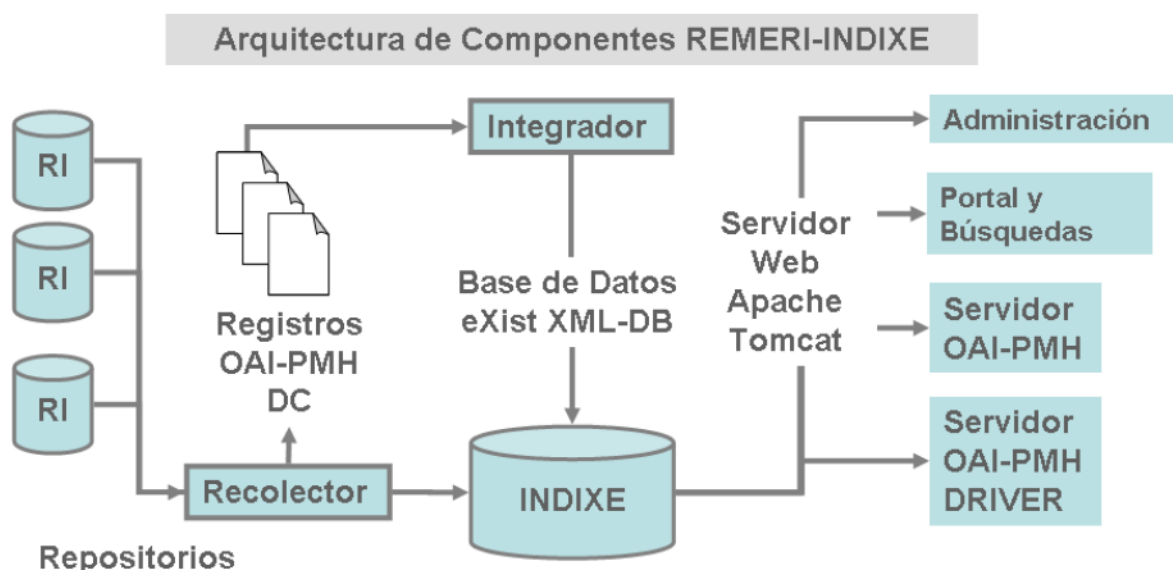 Arquitectura de Componentes REMERI-INDIXE
RI
RI
RI
Repositorios
Registros
OAI-PMH
DC
Recolector
Integrador
Base de Datos
eXist XML-DB
INDIXE
Servidor
Web
Apache
Tomcat
Administración
Portal y
Búsquedas
Servidor
OAI-PMH
Servidor
OAI-PMH
DRIVER